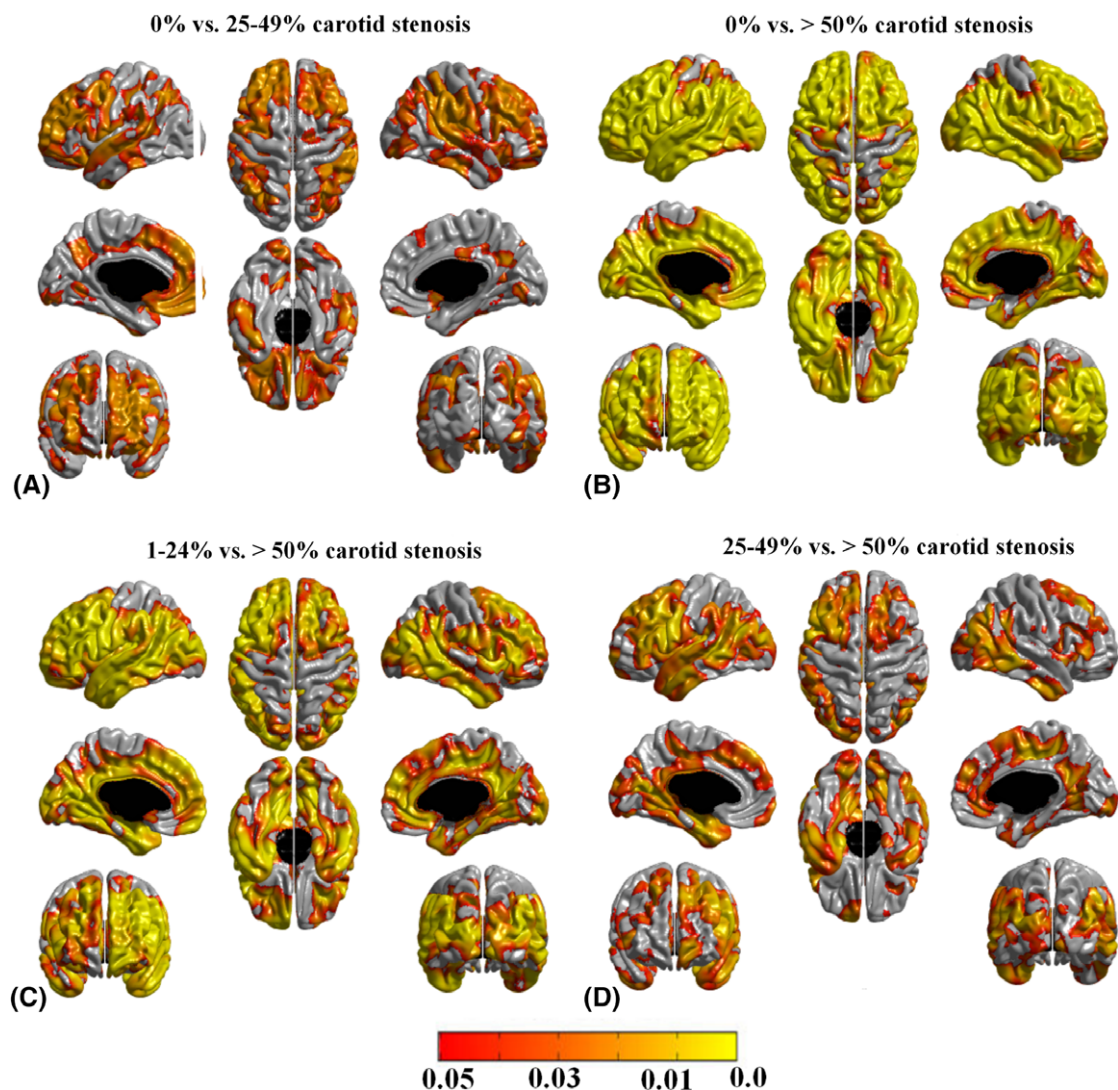 0% vs. 25-49% carotid stenosis
0% vs. > 50% carotid stenosis
(A)
(B)
1-24% vs. > 50% carotid stenosis
25-49% vs. > 50% carotid stenosis
(C)
(D)
0.05 0.03 0.01 0.0